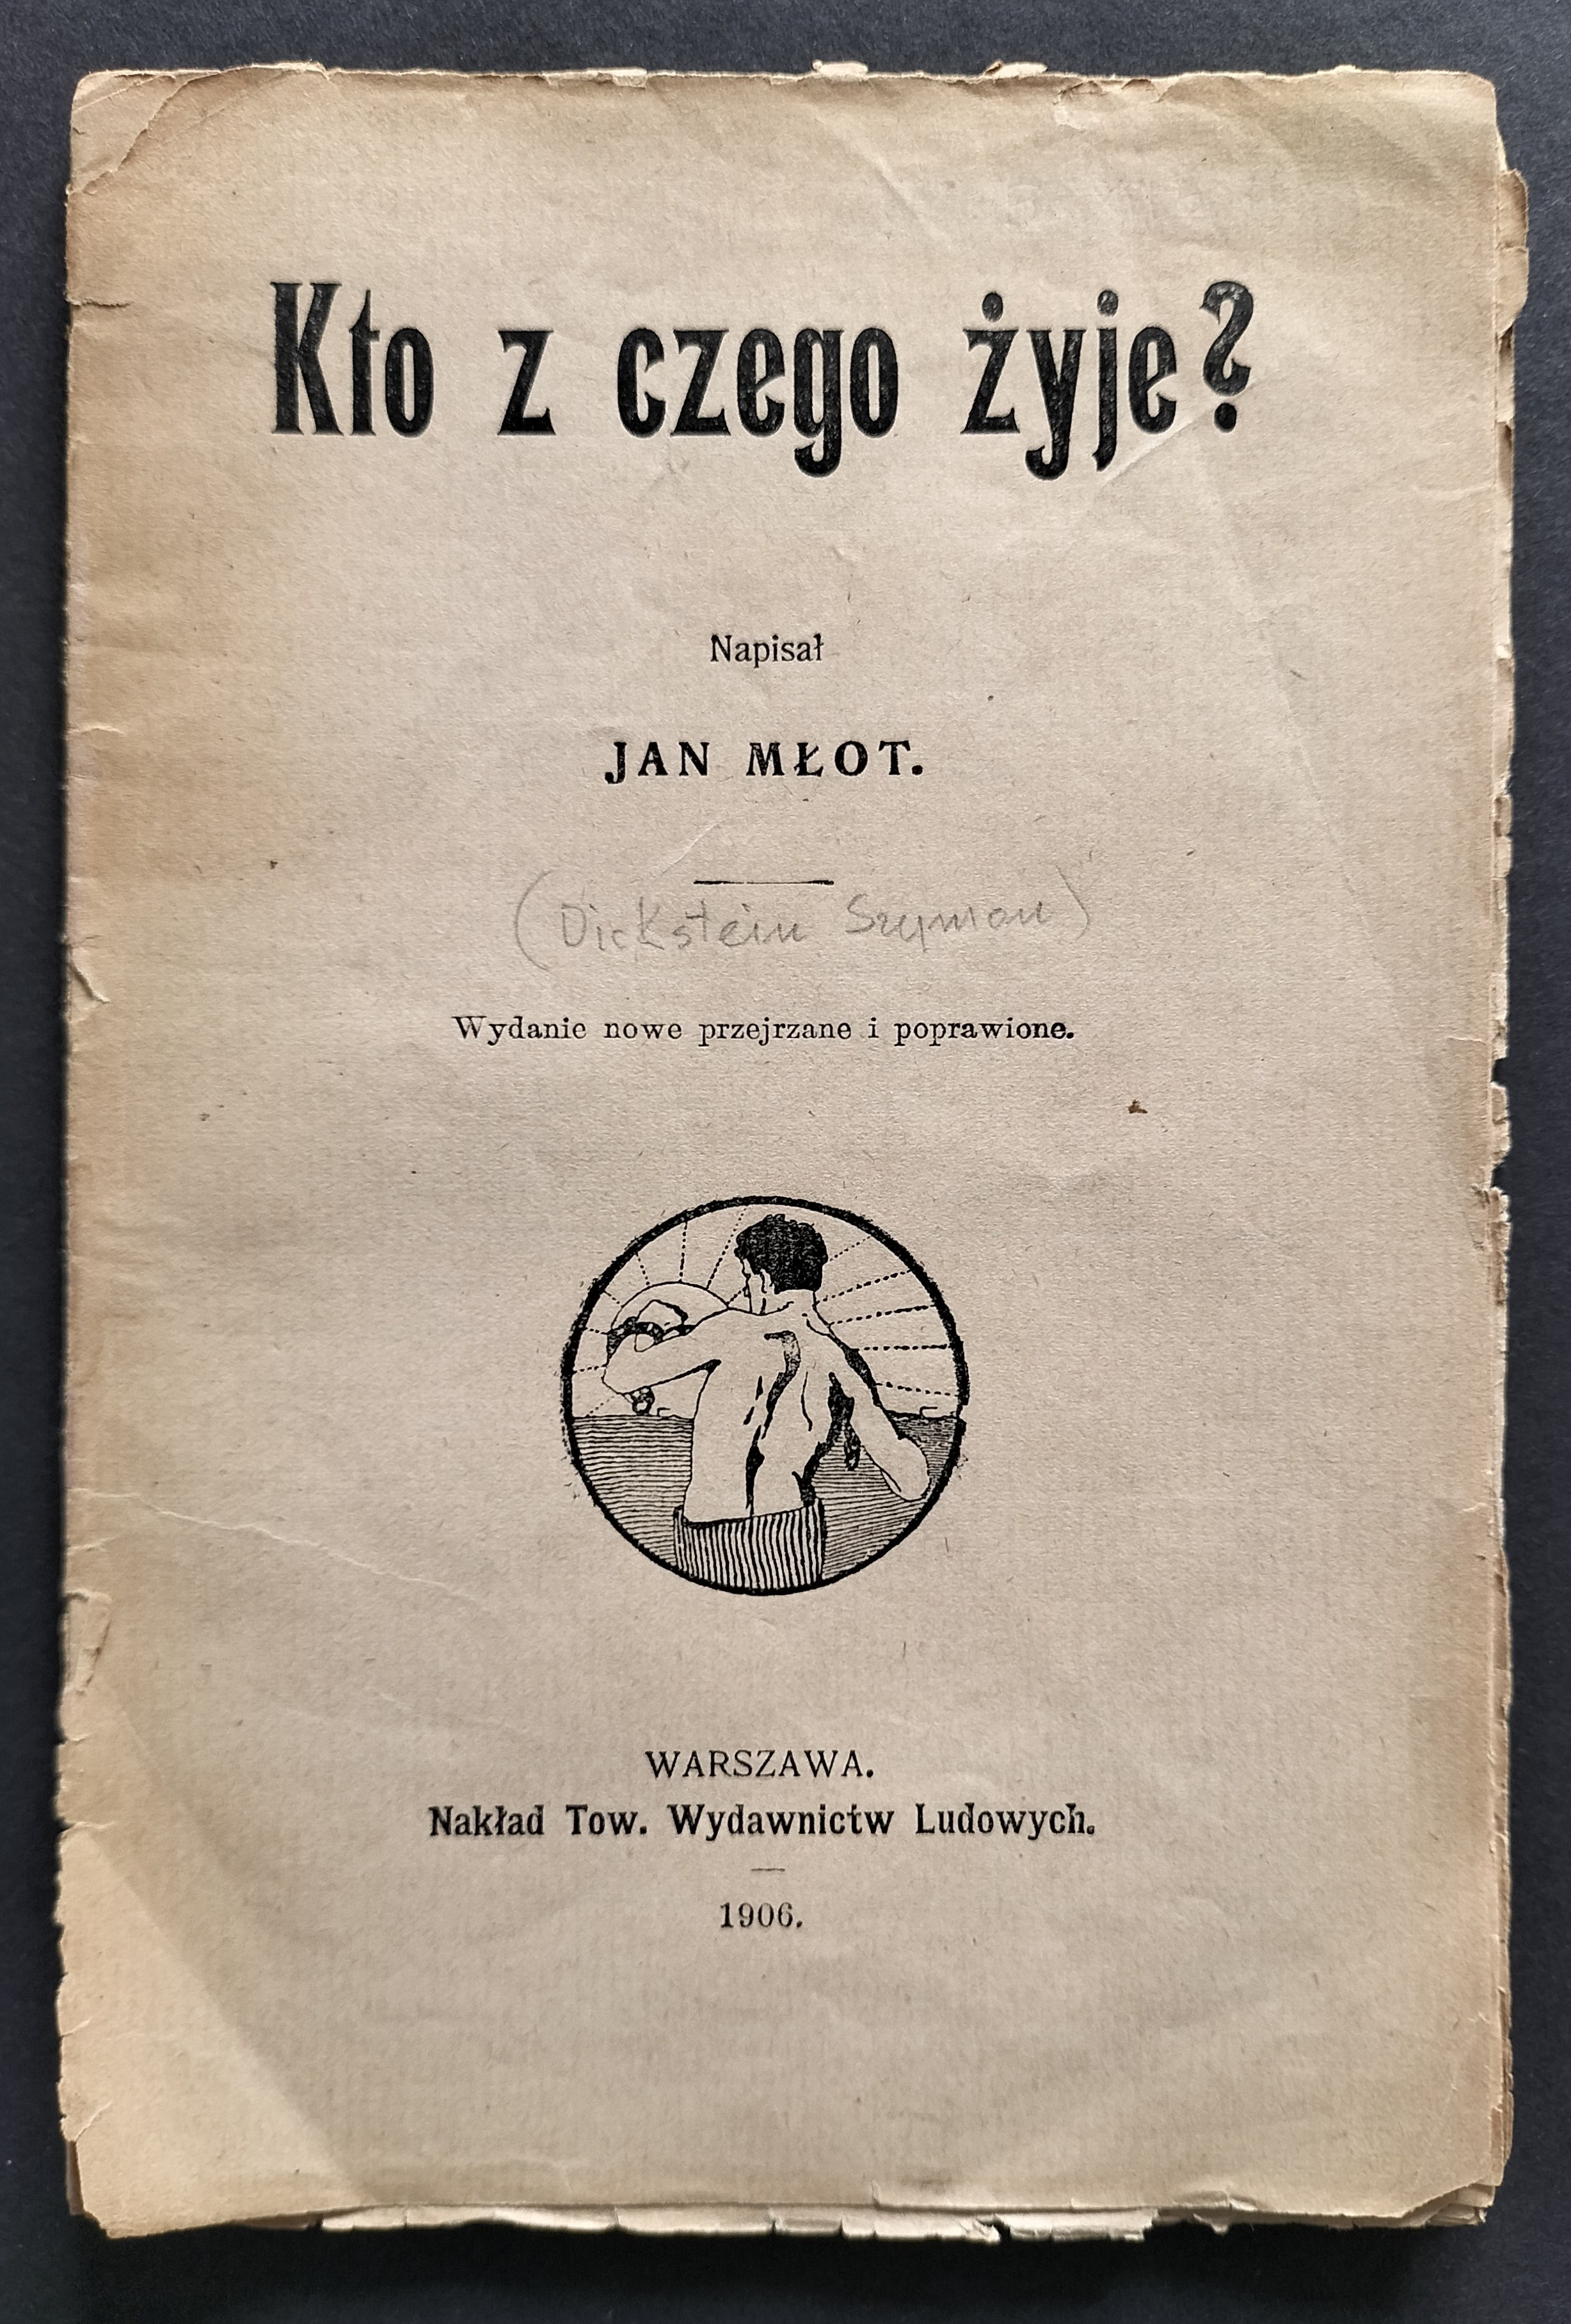 Kto z czego żyje?
Napisał
JAN MŁOT.
(Dickstein Szymon)
Wydanie nowe przejrzane i poprawione.
WARSZAWA.
Nakład Tow. Wydawnictw Ludowych.
1906.